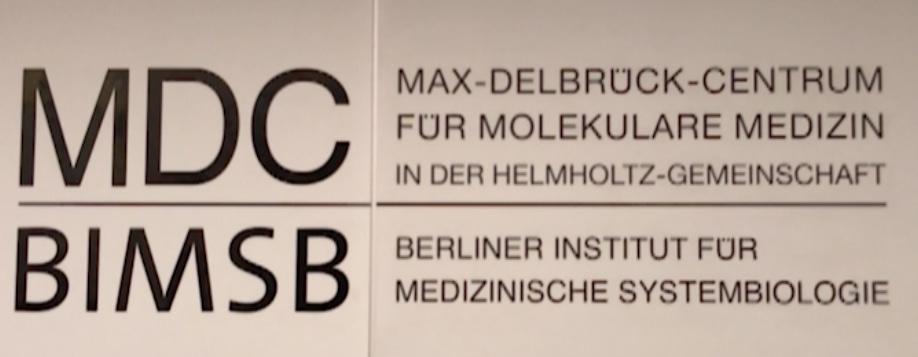 MDC
MAX-DELBRÜCK-CENTRUM
FÜR MOLEKULARE MEDIZIN
IN DER HELMHOLTZ-GEMEINSCHAFT
BIMSB
BERLINER INSTITUT FÜR
MEDIZINISCHE SYSTEMBIOLOGIE